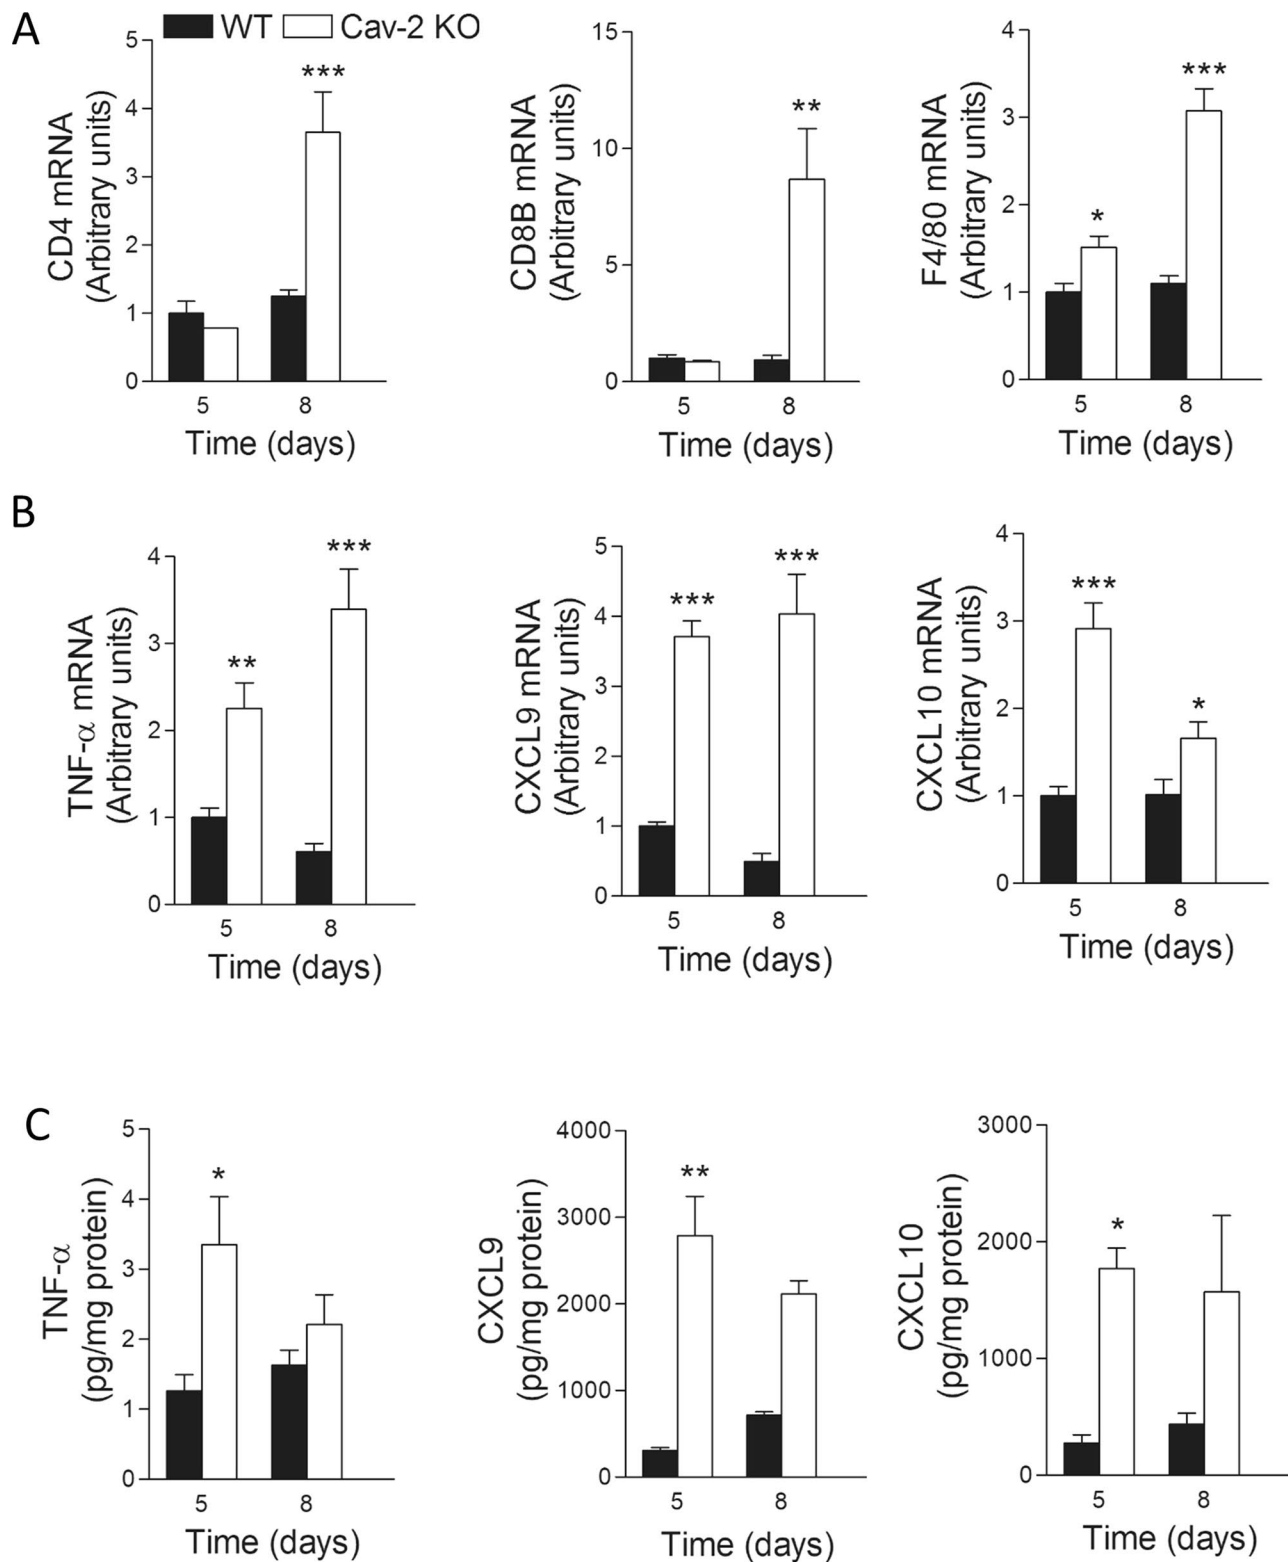 A
WT Cav-2 KO
CD4 mRNA
(Arbitrary units)
5
4
3
2
1
0
***
5 8
Time (days)
CD8B mRNA
(Arbitrary units)
15
10
5
0
**
5 8
Time (days)
F4/80 mRNA
(Arbitrary units)
4
3
2
1
0
*
***
5 8
Time (days)
B
TNF-α mRNA
(Arbitrary units)
4
3
2
1
0
**
***
5 8
Time (days)
CXCL9 mRNA
(Arbitrary units)
5
4
3
2
1
0
***
***
5 8
Time (days)
CXCL10 mRNA
(Arbitrary units)
4
3
2
1
0
***
*
5 8
Time (days)
C
TNF-α
(pg/mg protein)
5
4
3
2
1
0
*
5 8
Time (days)
CXCL9
(pg/mg protein)
4000
3000
2000
1000
0
**
5 8
Time (days)
CXCL10
(pg/mg protein)
3000
2000
1000
0
*
5 8
Time (days)